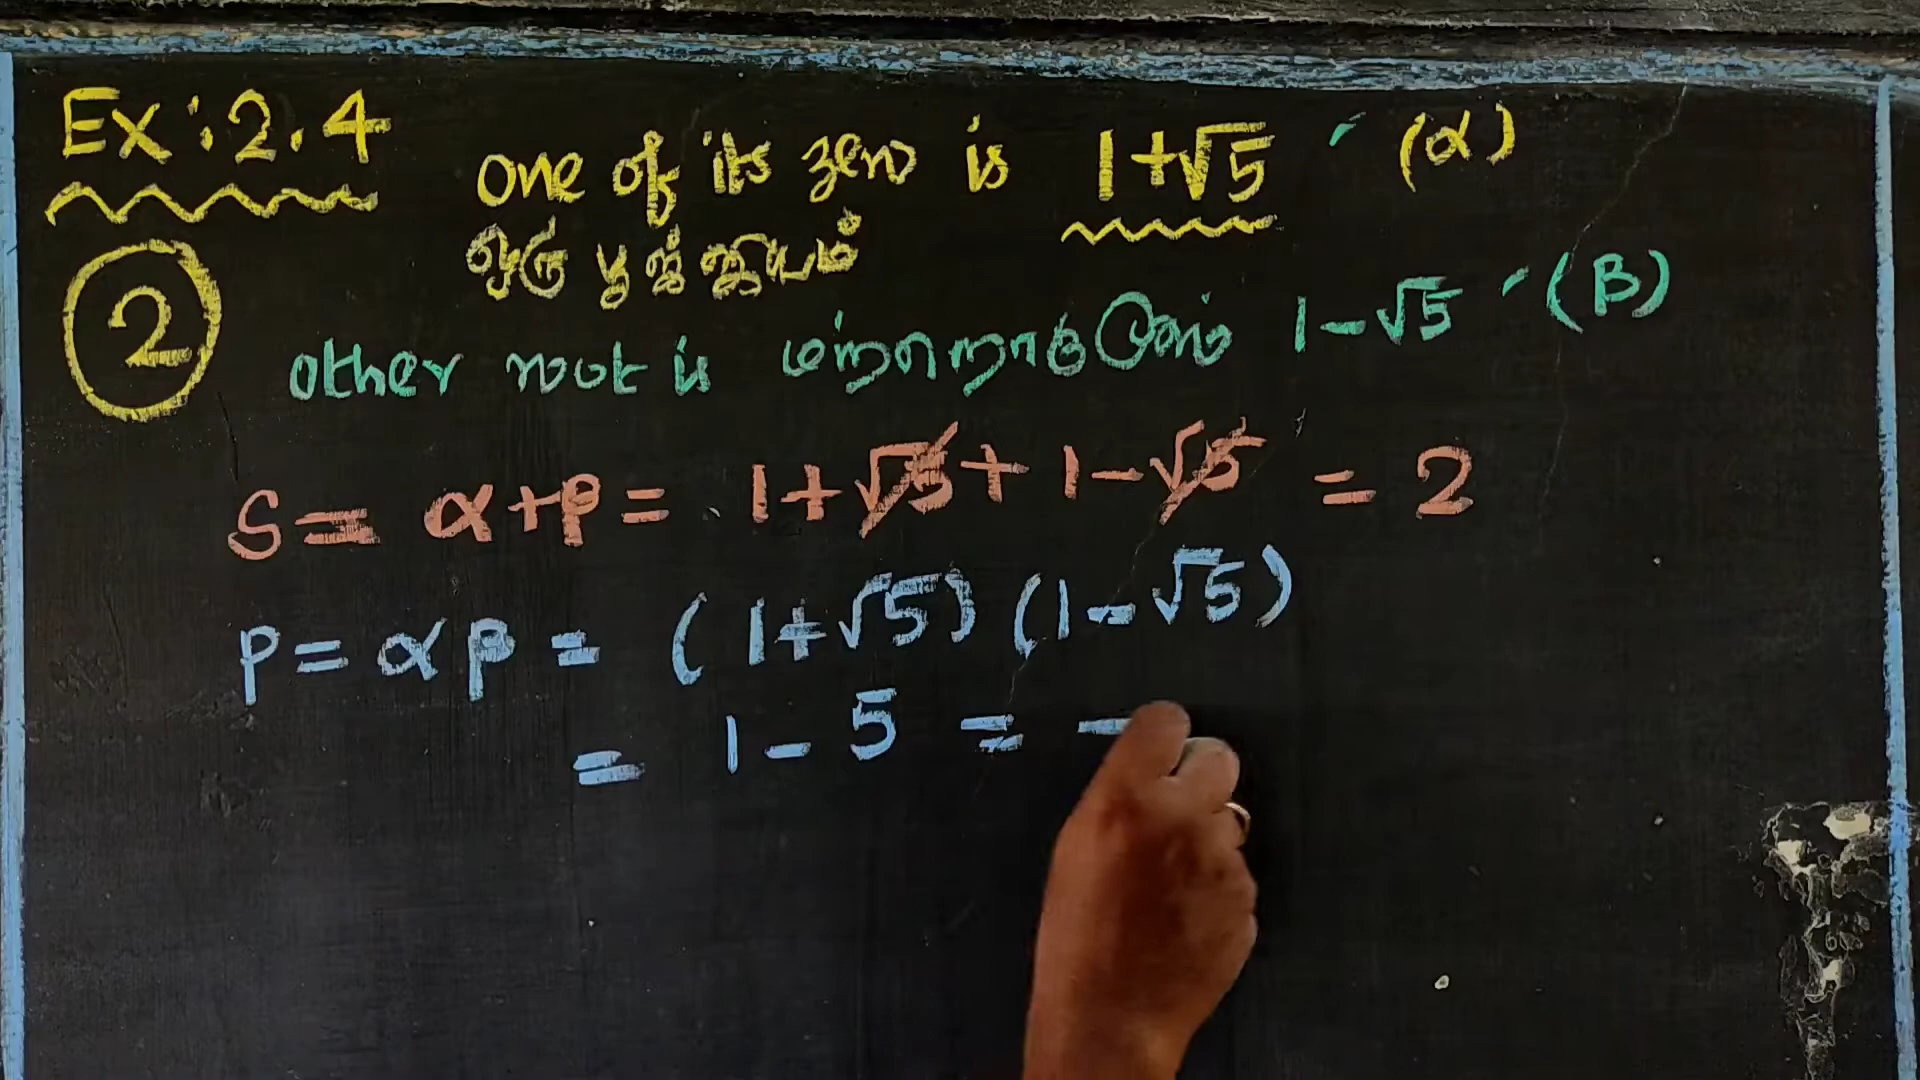 Ex: 2.4
One of its zero is 1+√5 (α)
ஒரு பூஜ்ஜியம்
2
other root is மற்றொரு மூலம் 1-√5 (β)
S = α+β = 1+√5 + 1-√5 = 2
P = αβ = (1+√5) (1-√5)
= 1-5 = -